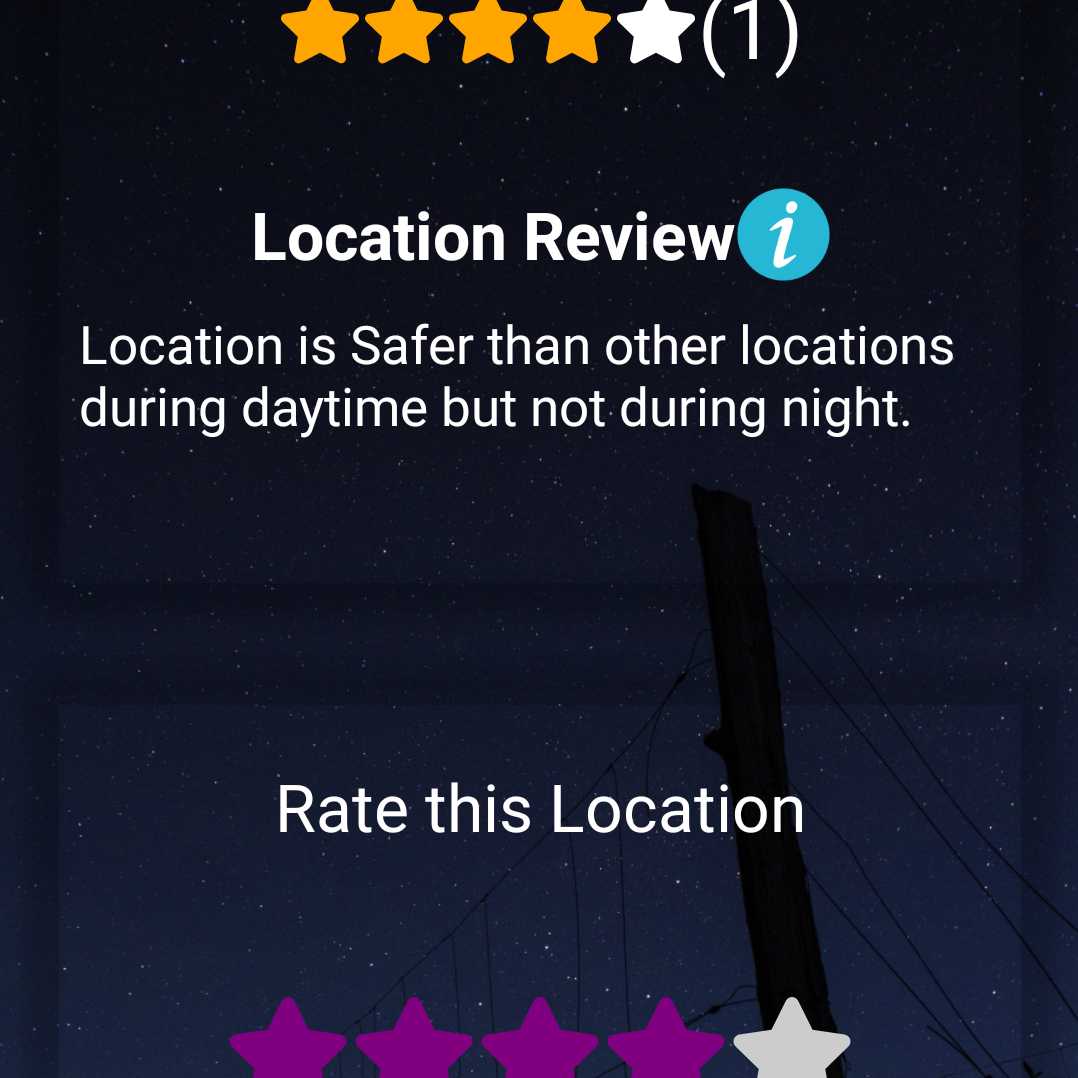 (1)
Location Review i
Location is Safer than other locations
during daytime but not during night.
Rate this Location